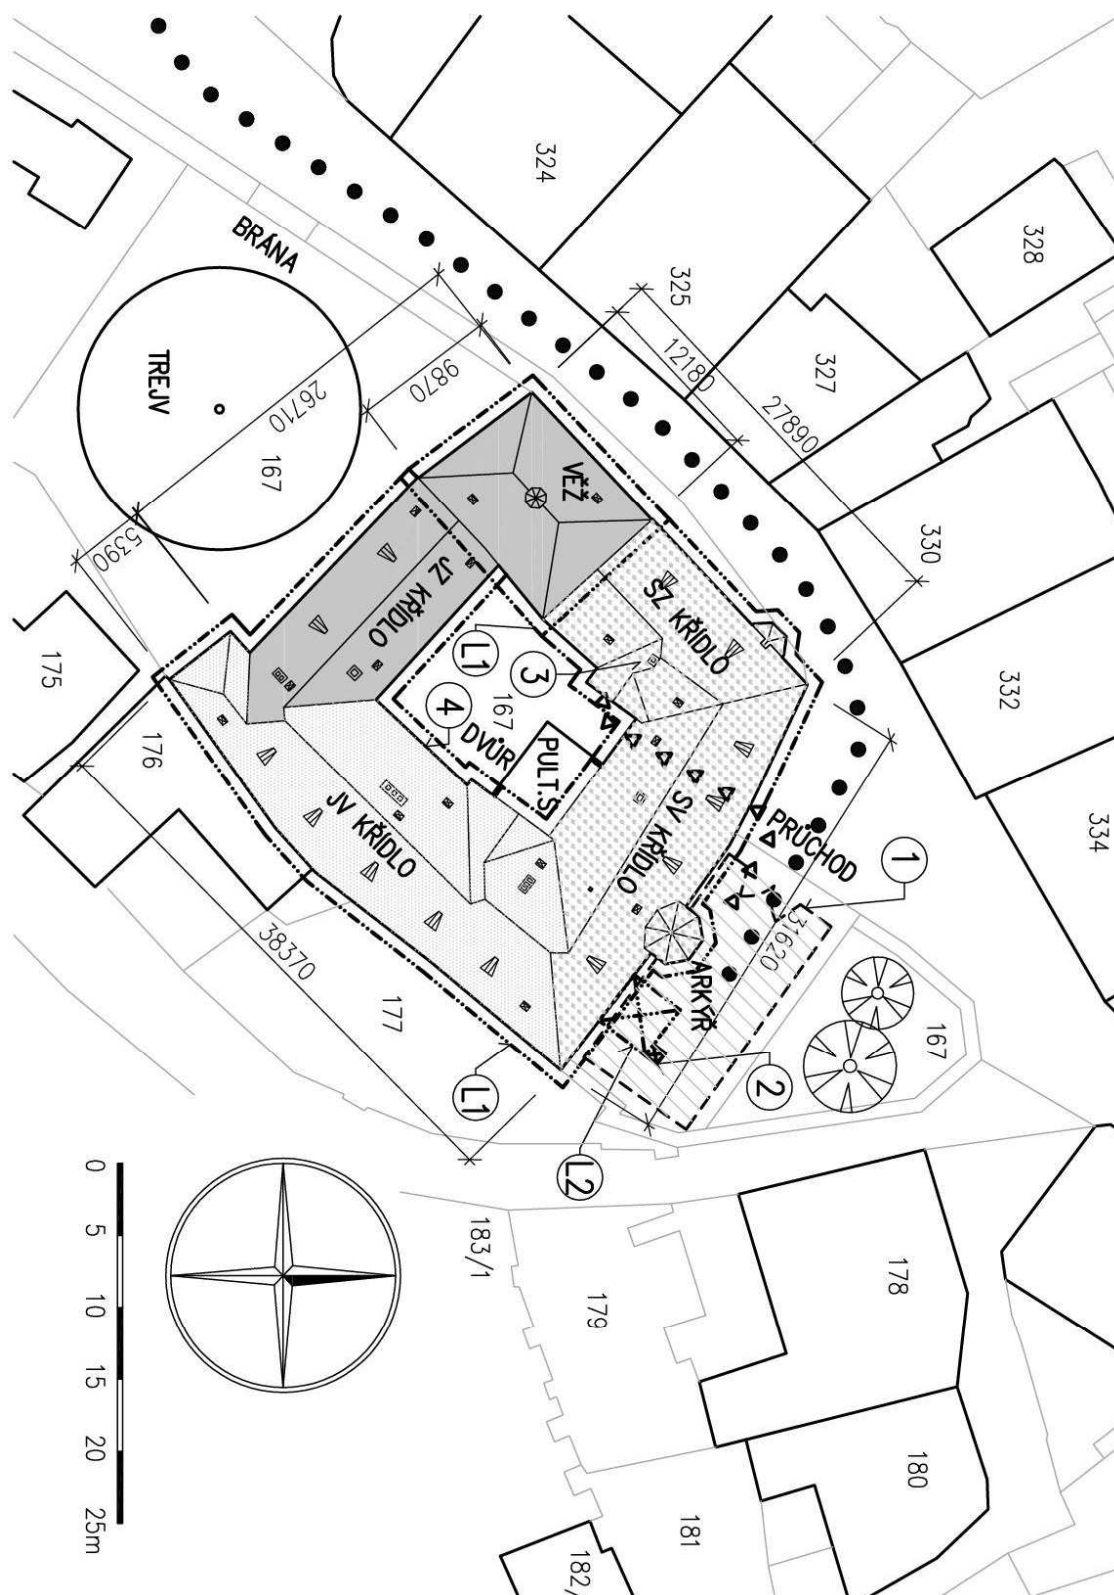 324
325
328
327
330
332
334
BRÁNA
TREJV
167
9870
26710
5390
12180
27890
VĚŽ
SZ KŘÍDLO
JZ KŘÍDLO
L1
3
167
4
DVŮR
PULT.S
SV KŘÍDLO
JV KŘÍDLO
PRŮCHOD
1
31620
ARKÝŘ
2
167
L1
L2
38370
175
176
177
178
179
180
181
182/
183/1
0
5
10
15
20
25m